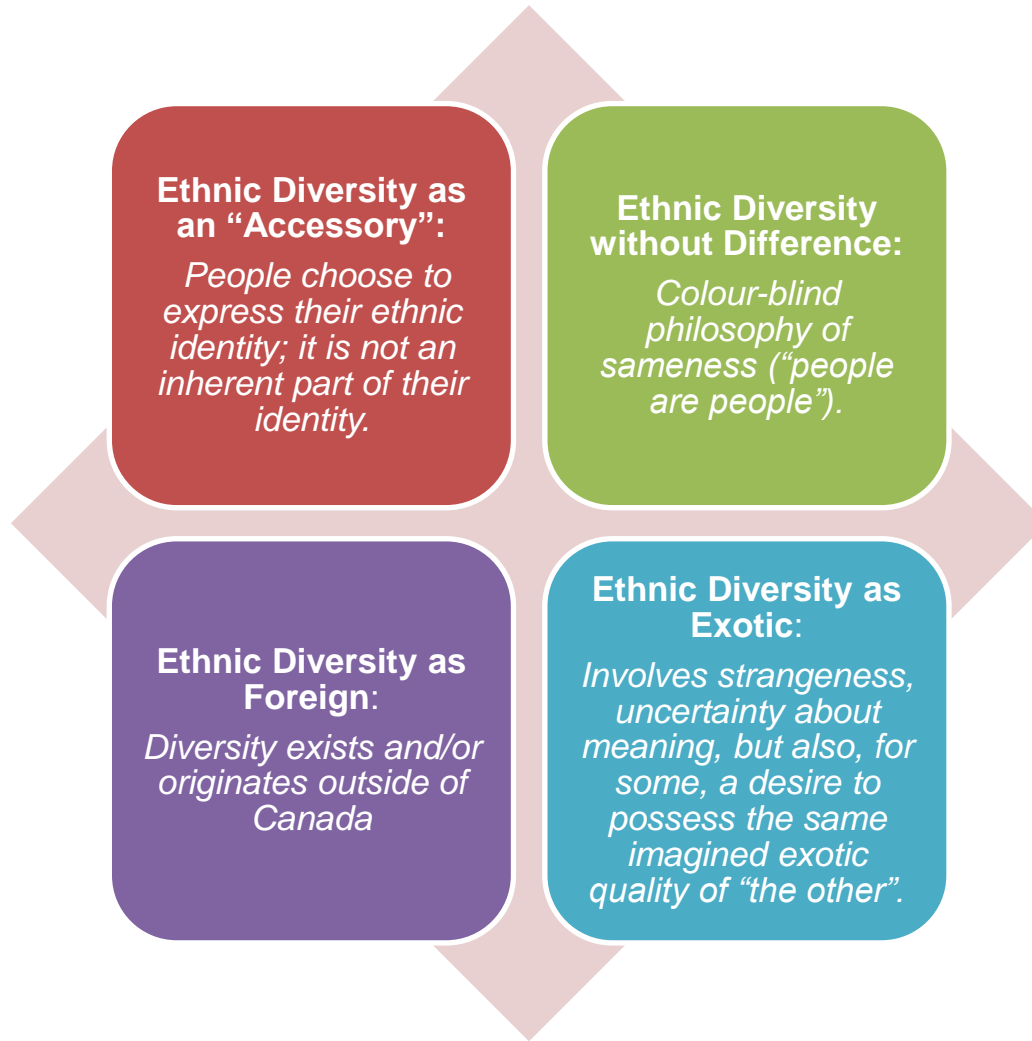 Ethnic Diversity as
an “Accessory”:
People choose to
express their ethnic
identity; it is not an
inherent part of their
identity.
Ethnic Diversity
without Difference:
Colour-blind
philosophy of
sameness (“people
are people”).
Ethnic Diversity as
Foreign:
Diversity exists and/or
originates outside of
Canada
Ethnic Diversity as
Exotic:
Involves strangeness,
uncertainty about
meaning, but also, for
some, a desire to
possess the same
imagined exotic
quality of “the other”.